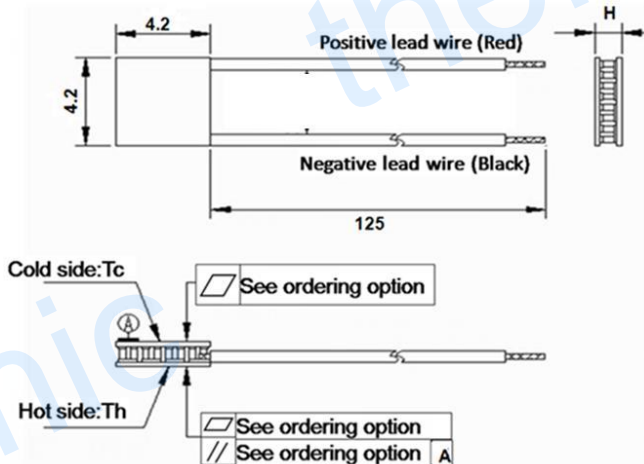 4.2
H
Positive lead wire (Red)
4.2
Negative lead wire (Black)
125
Cold side:Tc
See ordering option
A
Hot side:Th
See ordering option
// See ordering option A